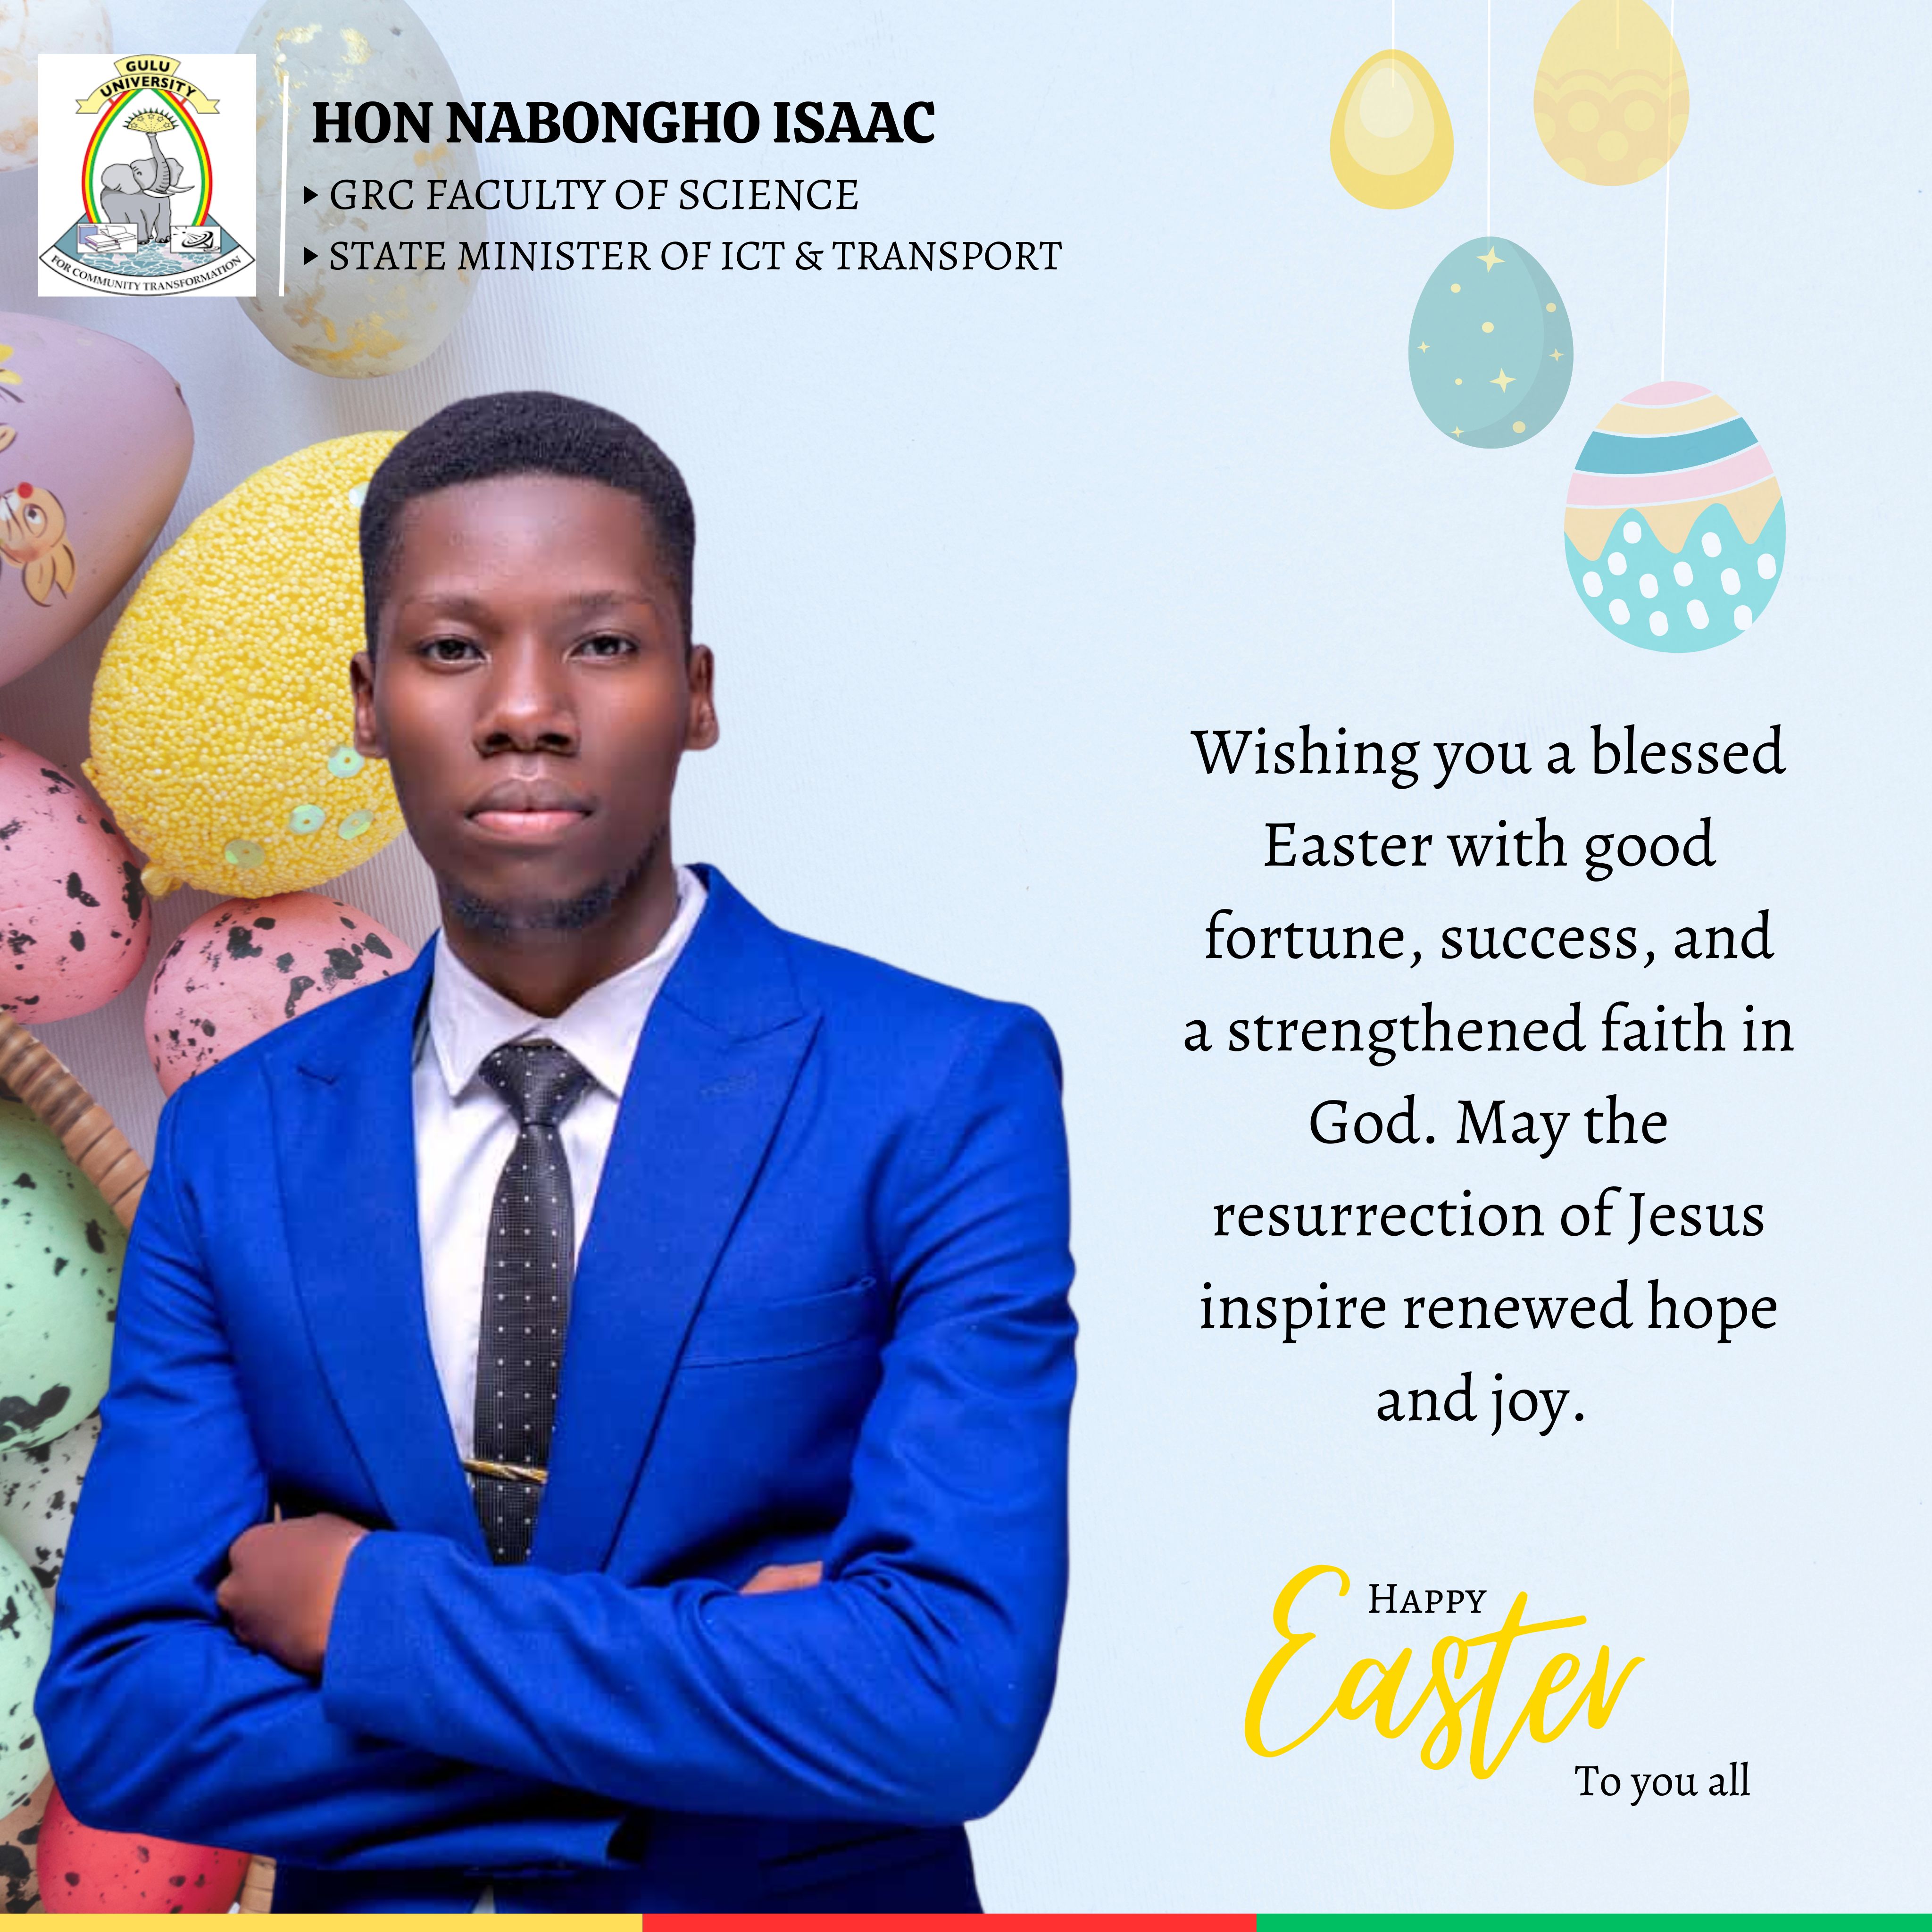 GULU
UNIVERSITY
FOR COMMUNITY TRANSFORMATION
HON NABONGHO ISAAC
GRC FACULTY OF SCIENCE
STATE MINISTER OF ICT & TRANSPORT
Wishing you a blessed
Easter with good
fortune, success, and
a strengthened faith in
God. May the
resurrection of Jesus
inspire renewed hope
and joy.
HAPPY
Easter
To you all